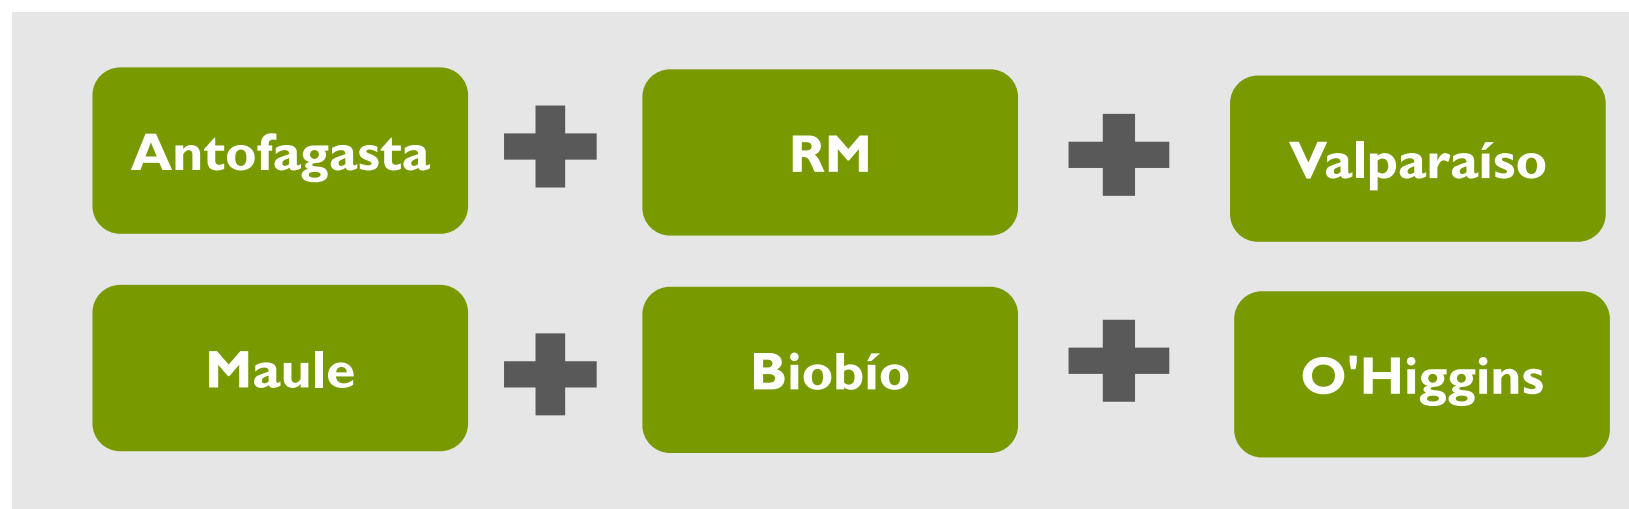 Antofagasta
RM
Valparaíso
Maule
Biobío
O'Higgins